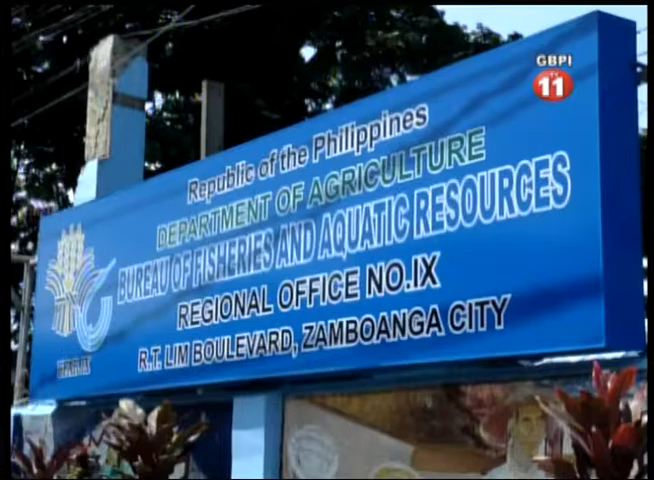 GBPI
TV
11
Republic of the Philippines
DEPARTMENT OF AGRICULTURE
BUREAU OF FISHERIES AND AQUATIC RESOURCES
REGIONAL OFFICE NO.IX
R.T. LIM BOULEVARD, ZAMBOANGA CITY